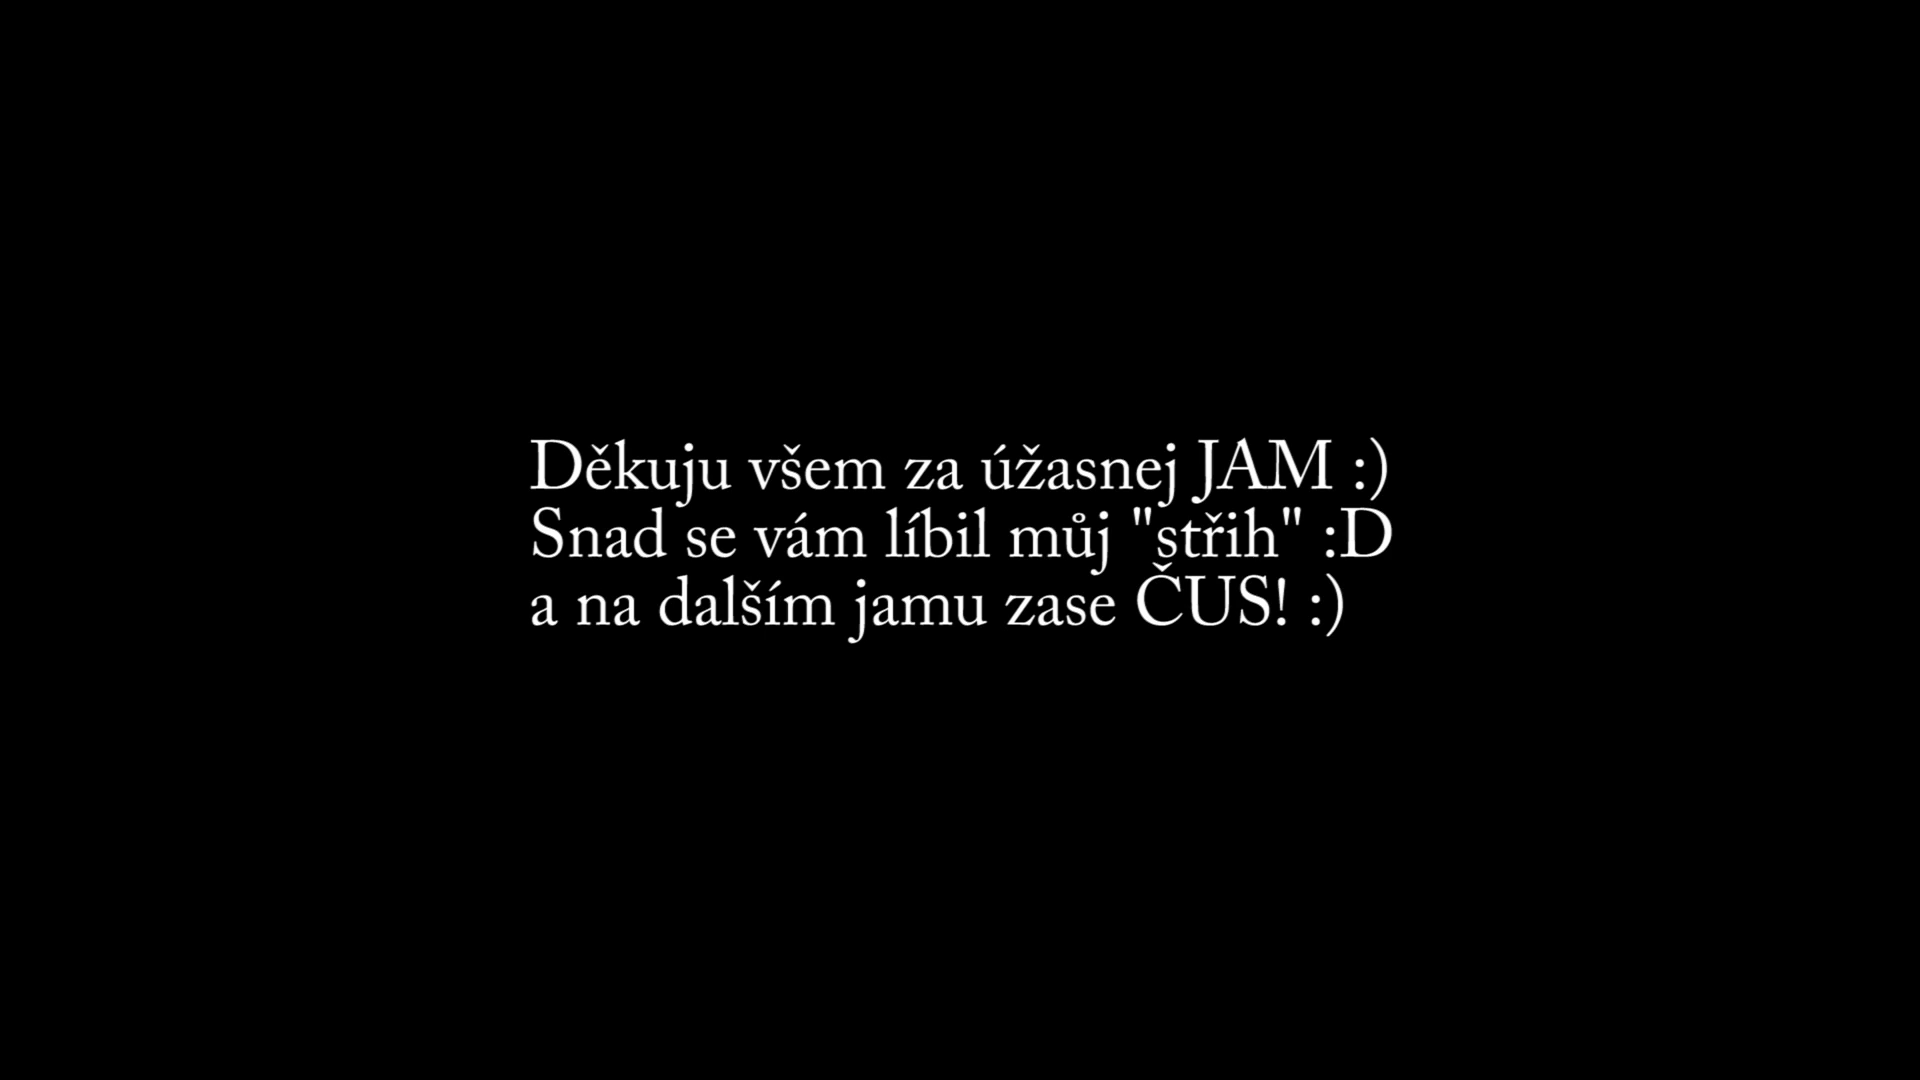 Děkuju všem za úžasnej JAM :)
Snad se vám líbil můj "střih" :D
a na dalším jamu zase ČUS! :)